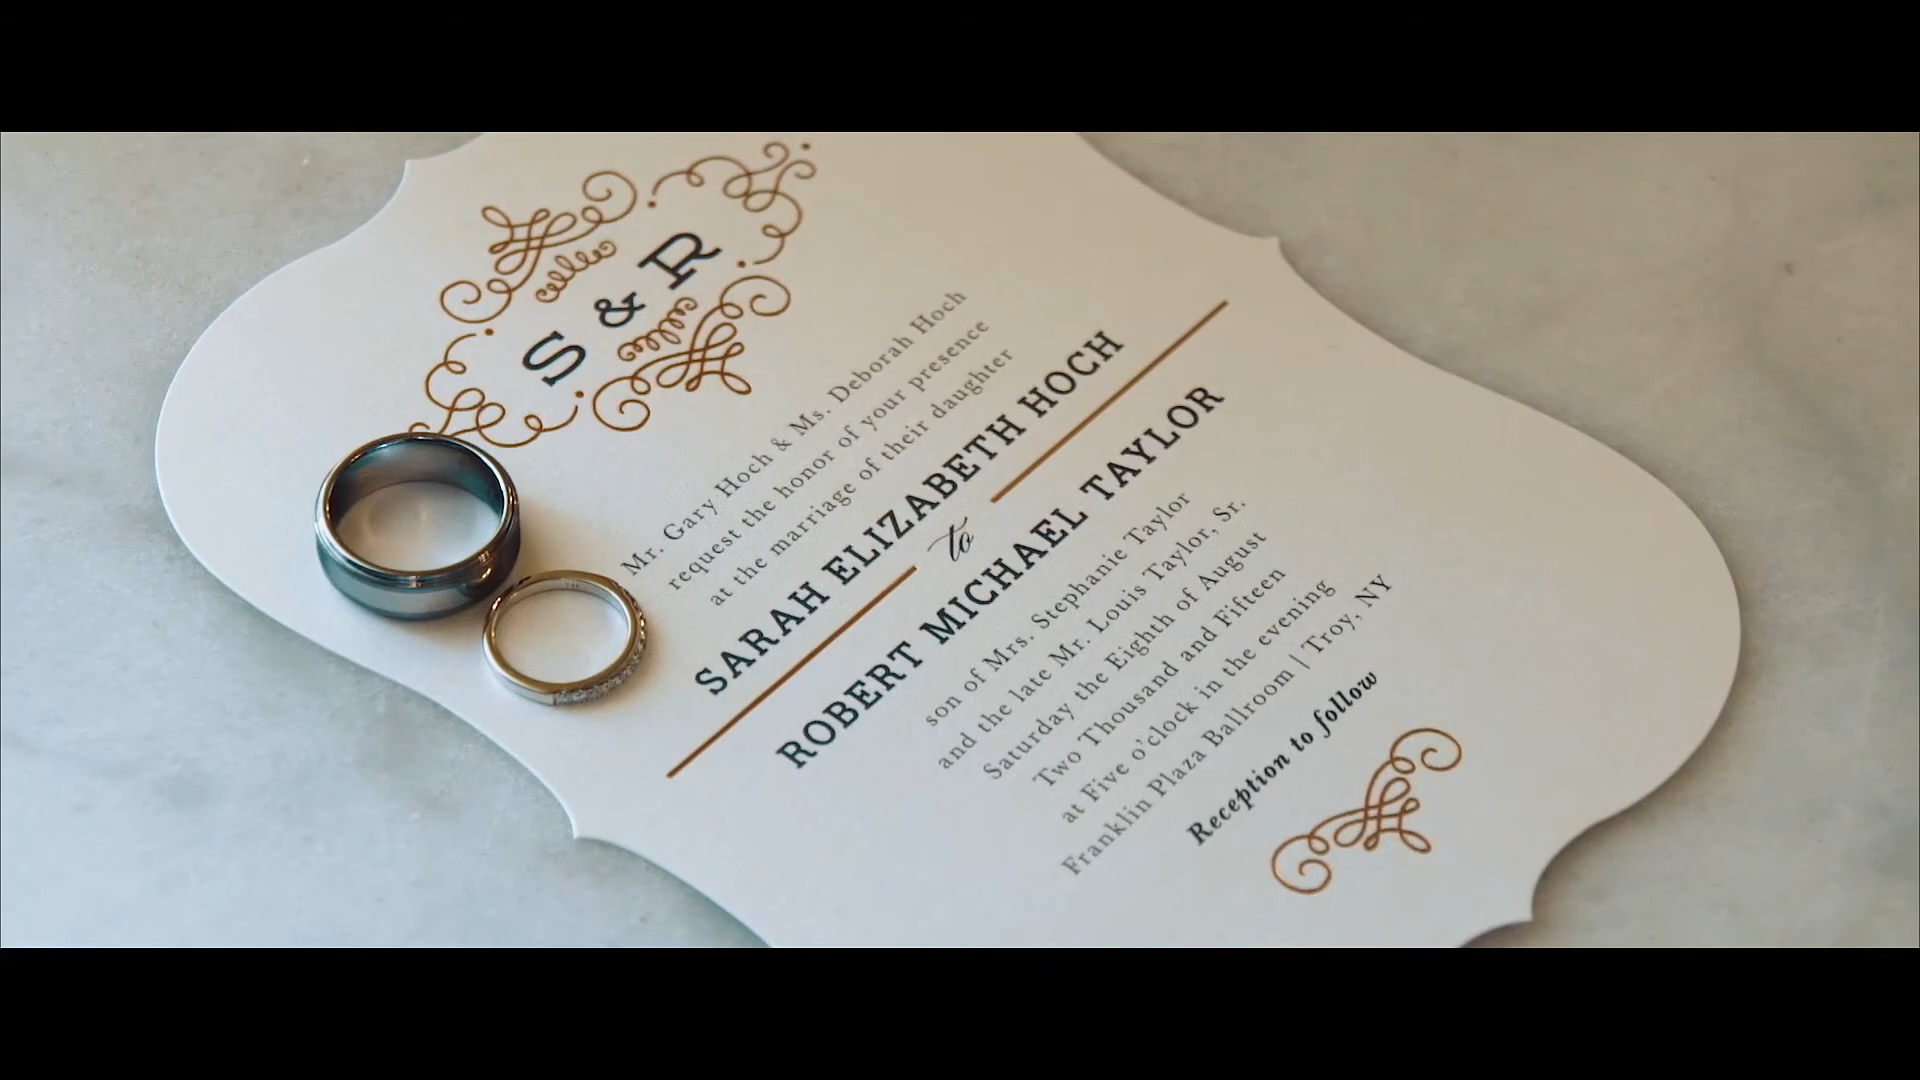 S & R
Mr. Gary Hoch & Ms. Deborah Hoch
request the honor of your presence
at the marriage of their daughter
SARAH ELIZABETH HOCH
to
ROBERT MICHAEL TAYLOR
son of Mrs. Stephanie Taylor
and the late Mr. Louis Taylor, Sr.
Saturday the Eighth of August
Two Thousand and Fifteen
at Five o'clock in the evening
Franklin Plaza Ballroom | Troy, NY
Reception to follow